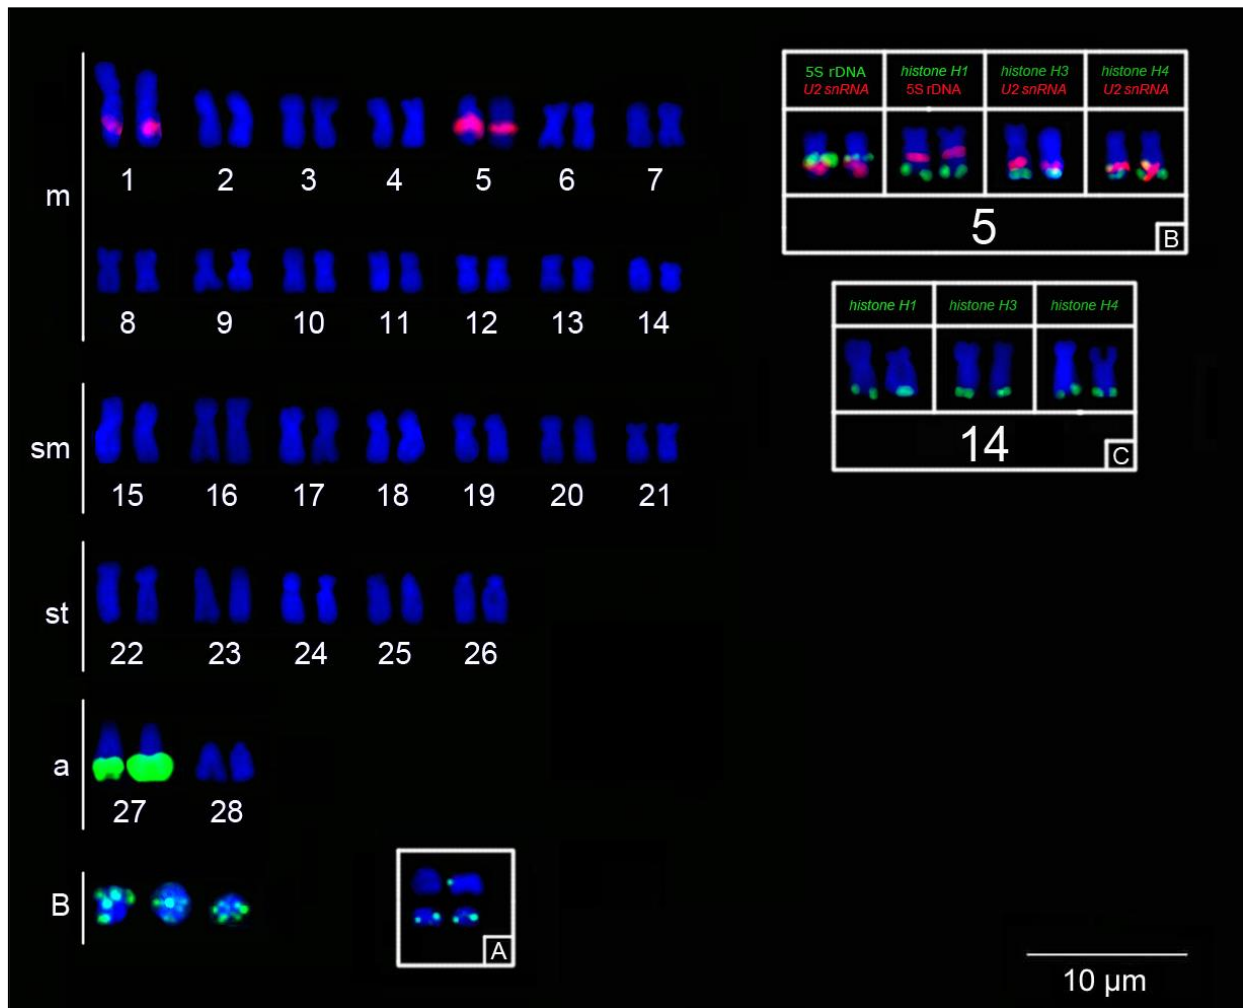 m
1 2 3 4 5 6 7
8 9 10 11 12 13 14
sm
15 16 17 18 19 20 21
st
22 23 24 25 26
a
27 28
B
A
5S rDNA
U2 snRNA
histone H1
5S rDNA
histone H3
U2 snRNA
histone H4
U2 snRNA
5
B
histone H1
histone H3
histone H4
14
C
10 µm